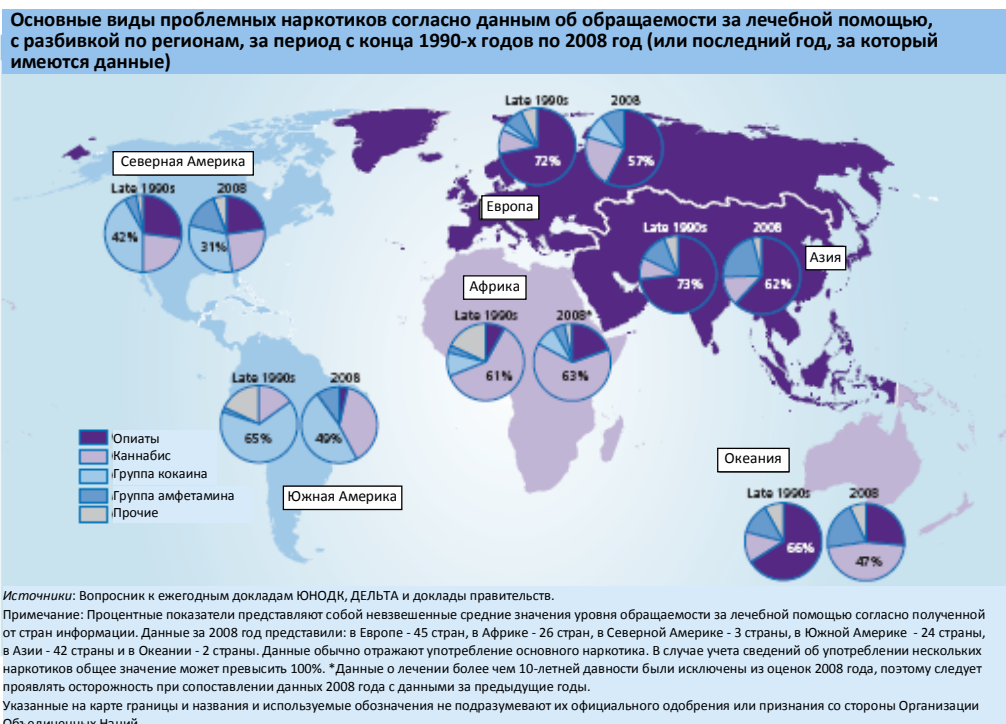 Основные виды проблемных наркотиков согласно данным об обращаемости за лечебной помощью,
с разбивкой по регионам, за период с конца 1990-х годов по 2008 год (или последний год, за который
имеются данные)
Late 1990s
2008
72%
57%
Северная Америка
Late 1990s
2008
42%
31%
Европа
Late 1990s
2008
73%
62%
Азия
Африка
Late 1990s
2008*
61%
63%
Late 1990s
2008
65%
49%
Опиаты
Каннабис
Группа кокаина
Группа амфетамина
Прочие
Южная Америка
Океания
Late 1990s
2008
66%
47%
Источники: Вопросник к ежегодным докладам ЮНОДК, ДЕЛЬТА и доклады правительств.
Примечание: Процентные показатели представляют собой невзвешенные средние значения уровня обращаемости за лечебной помощью согласно полученной
от стран информации. Данные за 2008 год представили: в Европе - 45 стран, в Африке - 26 стран, в Северной Америке - 3 страны, в Южной Америке - 24 страны,
в Азии - 42 страны и в Океании - 2 страны. Данные обычно отражают употребление основного наркотика. В случае учета сведений об употреблении нескольких
наркотиков общее значение может превысить 100%. *Данные о лечении более чем 10-летней давности были исключены из оценок 2008 года, поэтому следует
проявлять осторожность при сопоставлении данных 2008 года с данными за предыдущие годы.
Указанные на карте границы и названия и используемые обозначения не подразумевают их официального одобрения или признания со стороны Организации
Объединенных Наций.